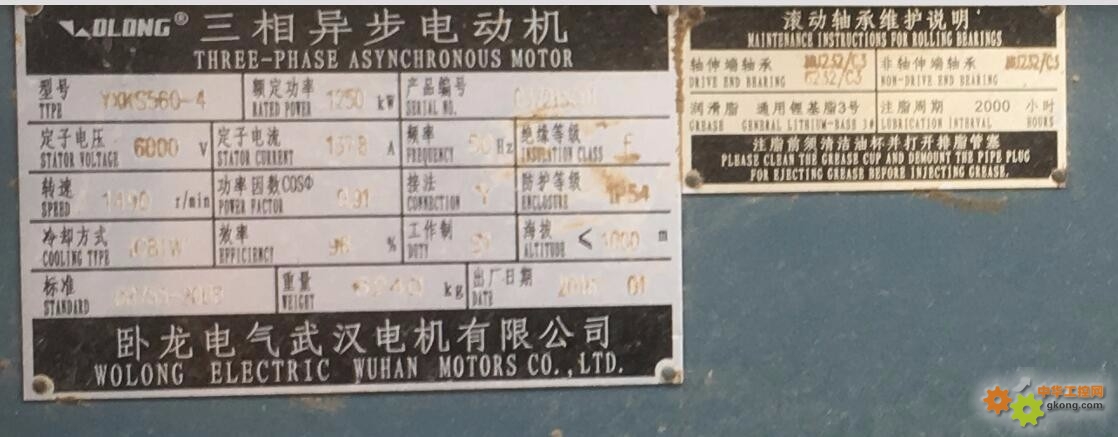 WOLONG® 三相异步电动机
THREE-PHASE ASYNCHRONOUS MOTOR
型号 TYPE YXKS560-4 额定功率 RATED POWER 1250 kW 产品编号 SERIAL NO.
定子电压 STATOR VOLTAGE 6000 V 定子电流 STATOR CURRENT 137.8 A 频率 FREQUENCY 50 Hz 绝缘等级 INSULATION CLASS F
转速 SPEED 1490 r/min 功率因数COSΦ POWER FACTOR 0.91 接法 CONNECTION Y 防护等级 ENCLOSURE IP54
冷却方式 COOLING TYPE 效率 EFFICIENCY 96 % 工作制 DUTY S1 海拔 ALTITUDE ≤ 1000 m
标准 STANDARD 重量 WEIGHT kg 出厂日期 DATE 01
卧龙电气武汉电机有限公司
WOLONG ELECTRIC WUHAN MOTORS CO.,LTD.
滚动轴承维护说明
MAINTENANCE INSTRUCTIONS FOR ROLLING BEARINGS
轴伸端轴承 DRIVE END BEARING 6232/C3 非轴伸端轴承 NON-DRIVE END BEARING
润滑脂 GREASE 通用锂基脂3号 GENERAL LITHIUM-BASE 3# 注脂周期 LUBRICATION INTERVAL 2000 小时 HOURS
注脂前须清洁油杯并打开排脂管塞
PLEASE CLEAN THE GREASE CUP AND DEMOUNT THE PIPE PLUG
FOR EJECTING GREASE BEFORE INJECTING GREASE.
中华工控网
gkong.com